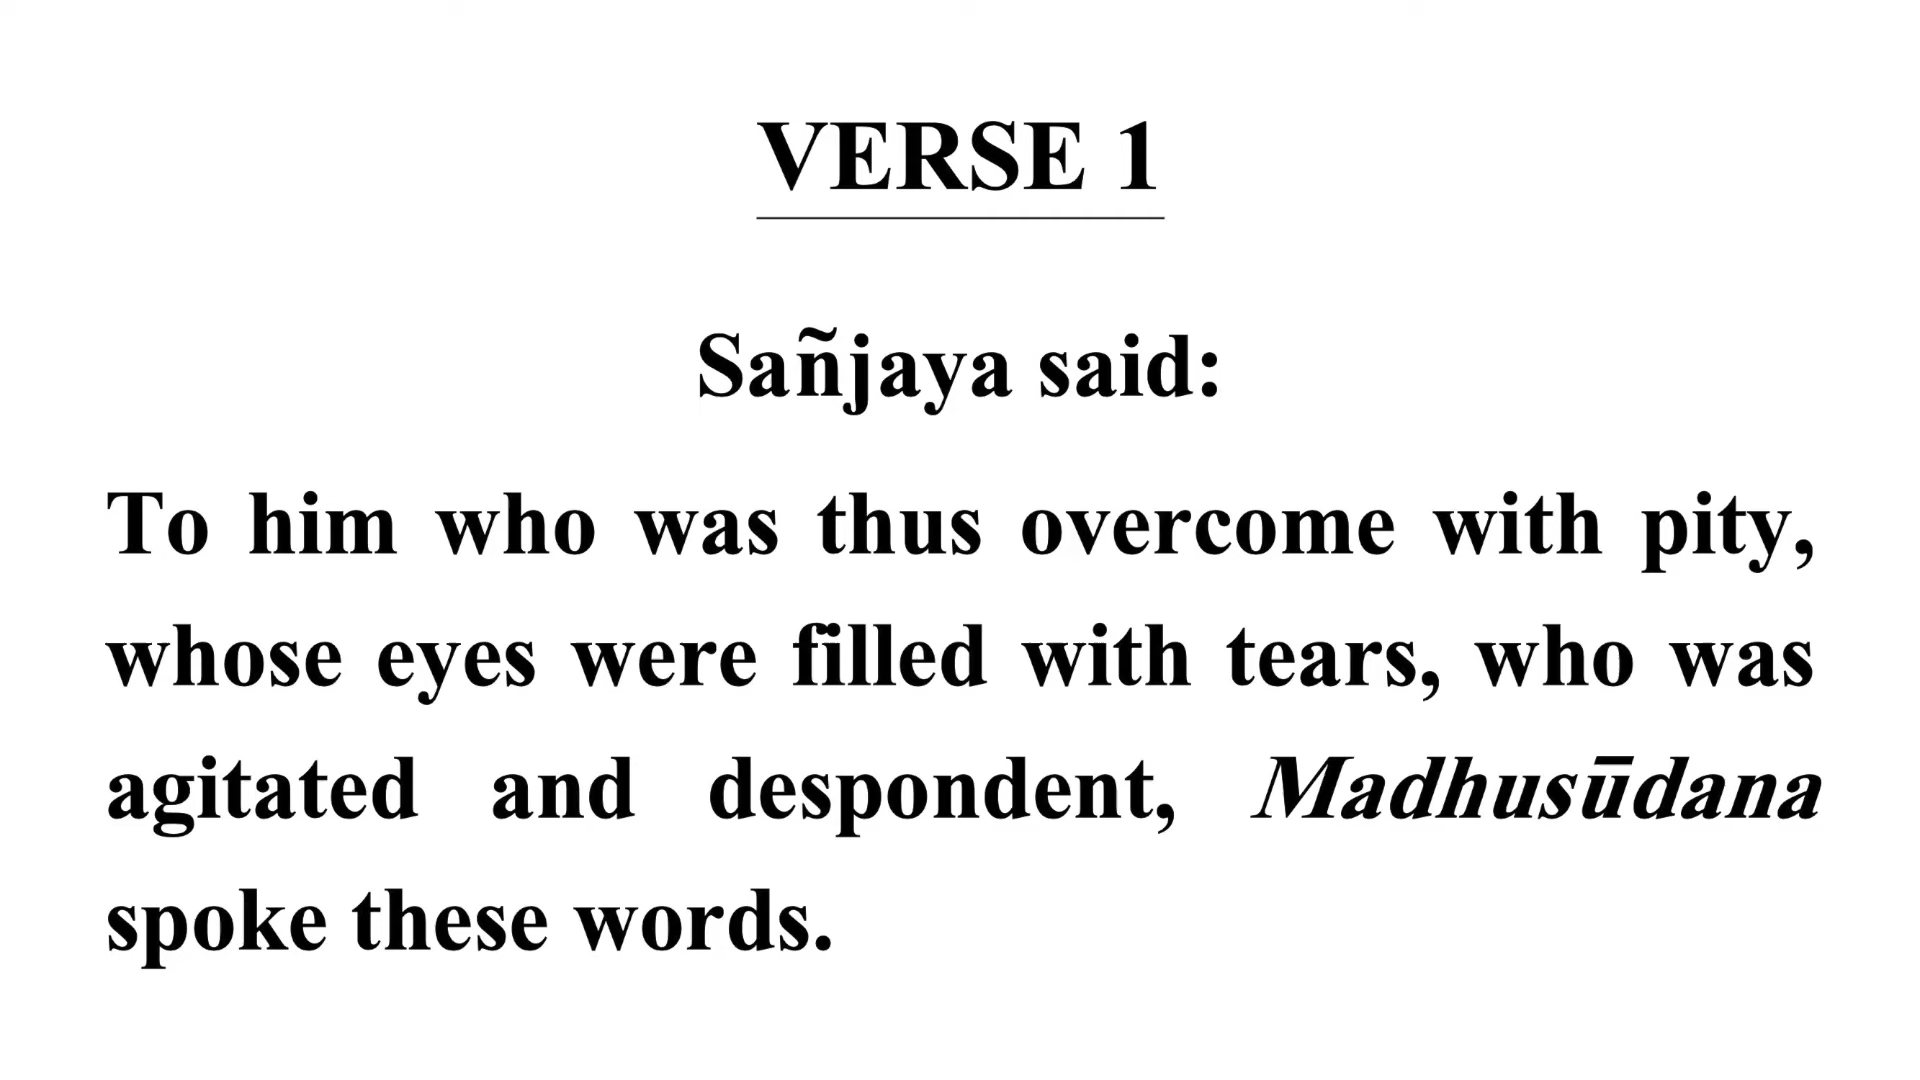 VERSE 1
Sañjaya said:
To him who was thus overcome with pity,
whose eyes were filled with tears, who was
agitated and despondent, Madhusūdana
spoke these words.